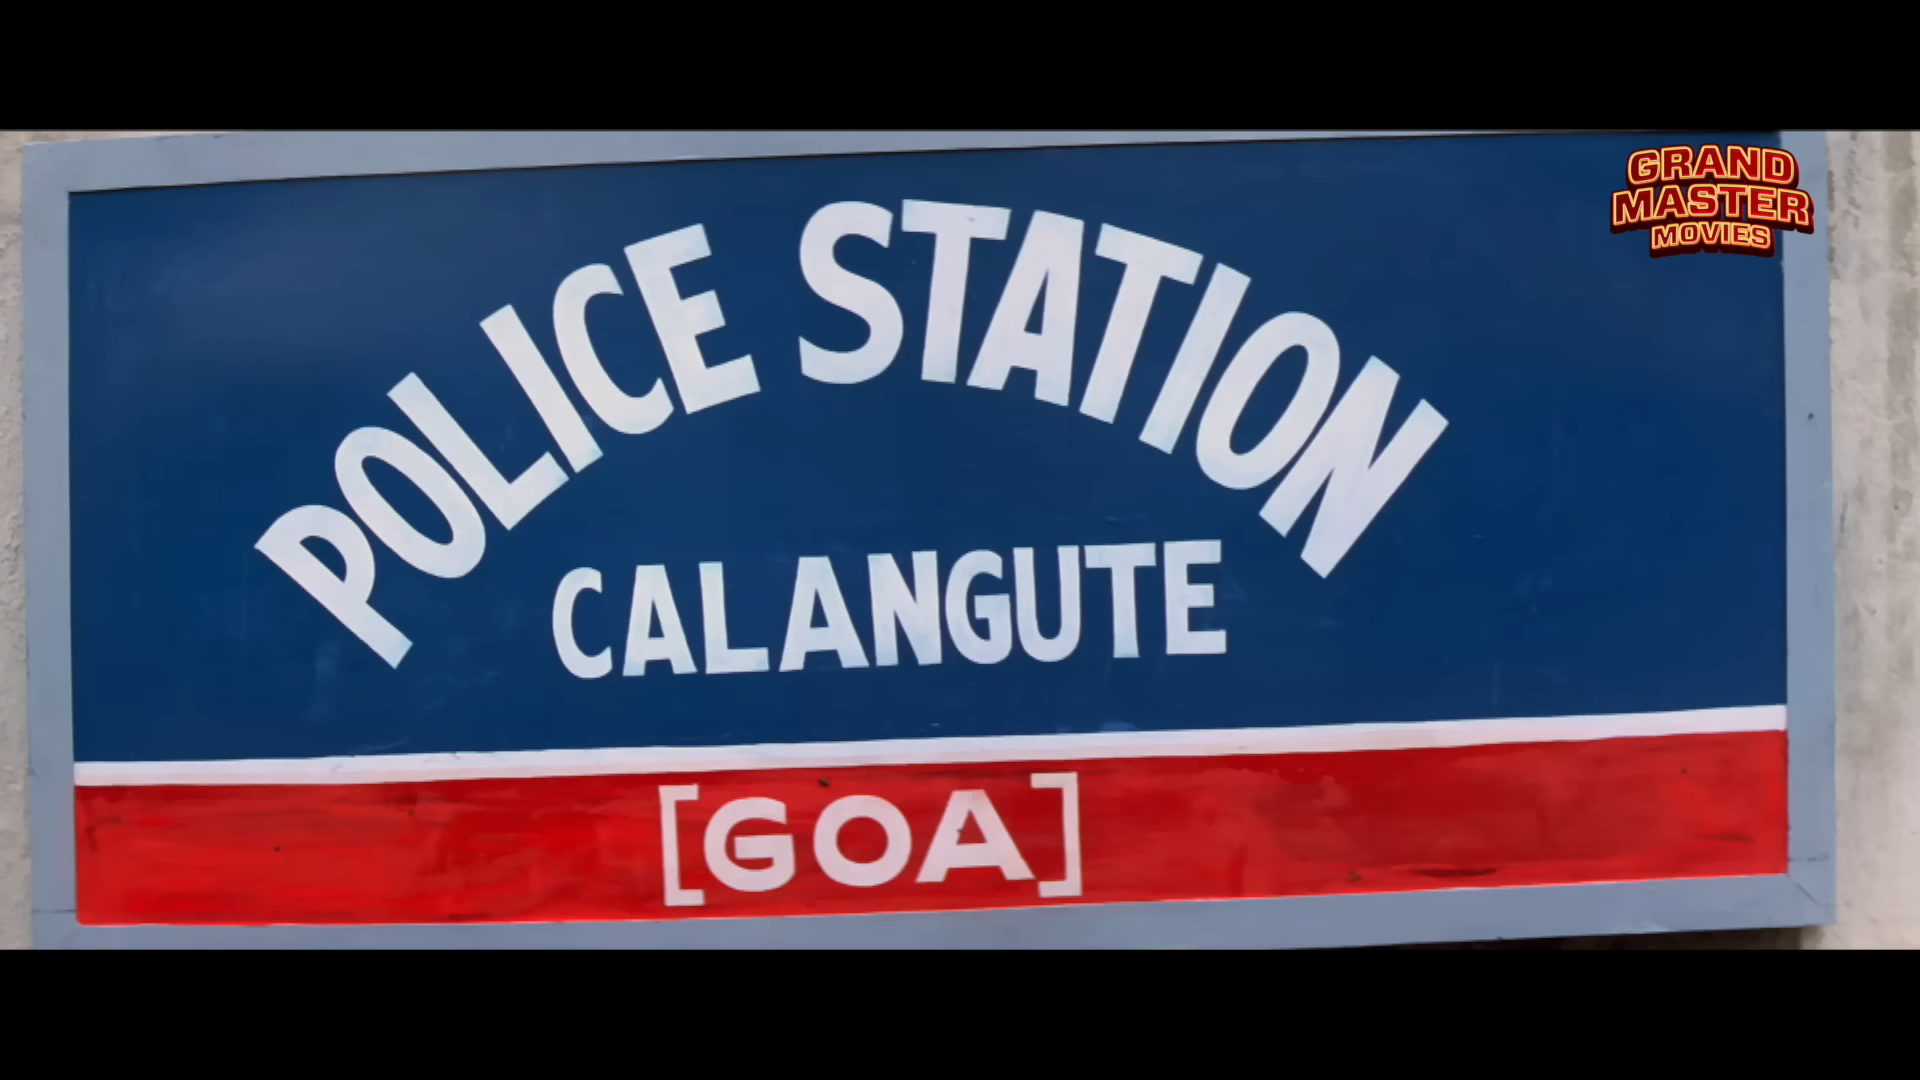 GRAND
MASTER
MOVIES
POLICE STATION
CALANGUTE
[GOA]